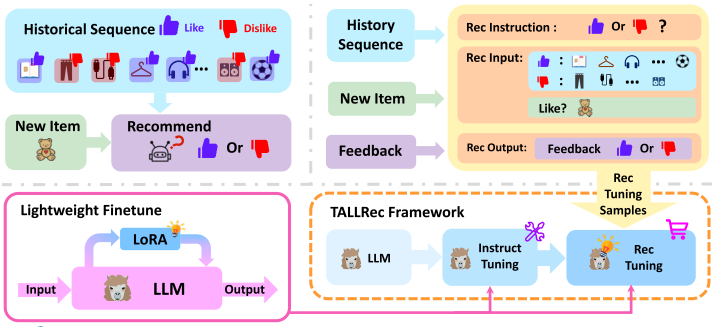 Historical Sequence
Like
Dislike
...
New Item
Recommend
Or
History
Sequence
New Item
Feedback
Rec Instruction :
Or
?
Rec Input:
:
...
:
...
Like?
Rec Output:
Feedback
Or
Rec
Tuning
Samples
Lightweight Finetune
LoRA
Input
LLM
Output
TALLRec Framework
LLM
Instruct
Tuning
Rec
Tuning